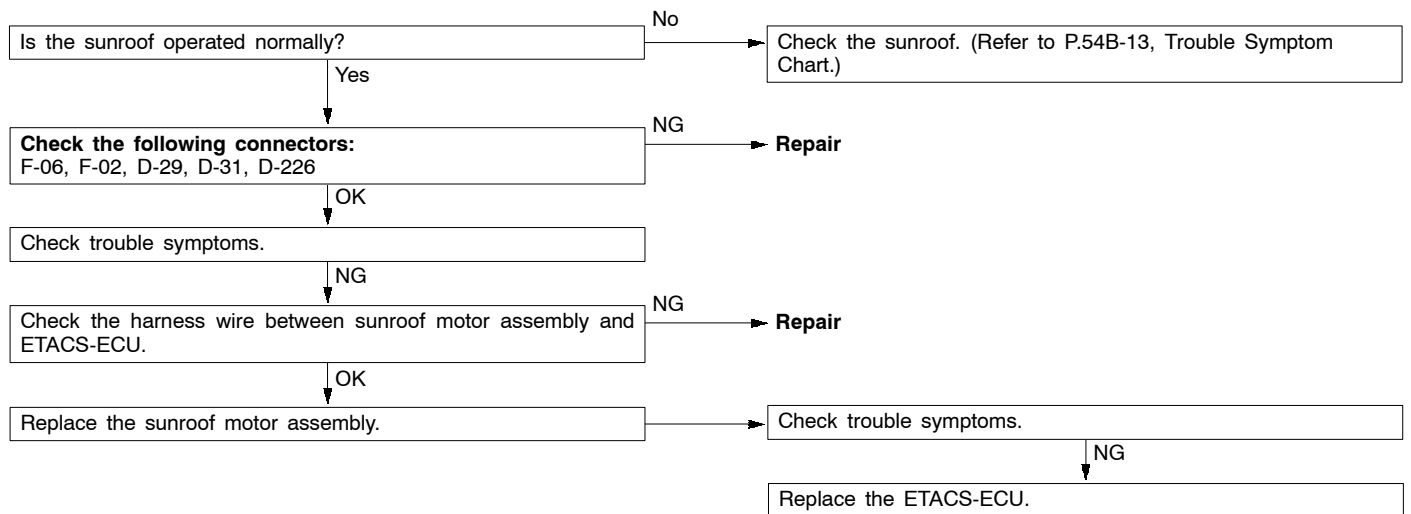 No
Is the sunroof operated normally?
Check the sunroof. (Refer to P.54B-13, Trouble Symptom
Chart.)
Yes
Check the following connectors:
F-06, F-02, D-29, D-31, D-226
NG
Repair
OK
Check trouble symptoms.
NG
Check the harness wire between sunroof motor assembly and
ETACS-ECU.
NG
Repair
OK
Replace the sunroof motor assembly.
Check trouble symptoms.
NG
Replace the ETACS-ECU.